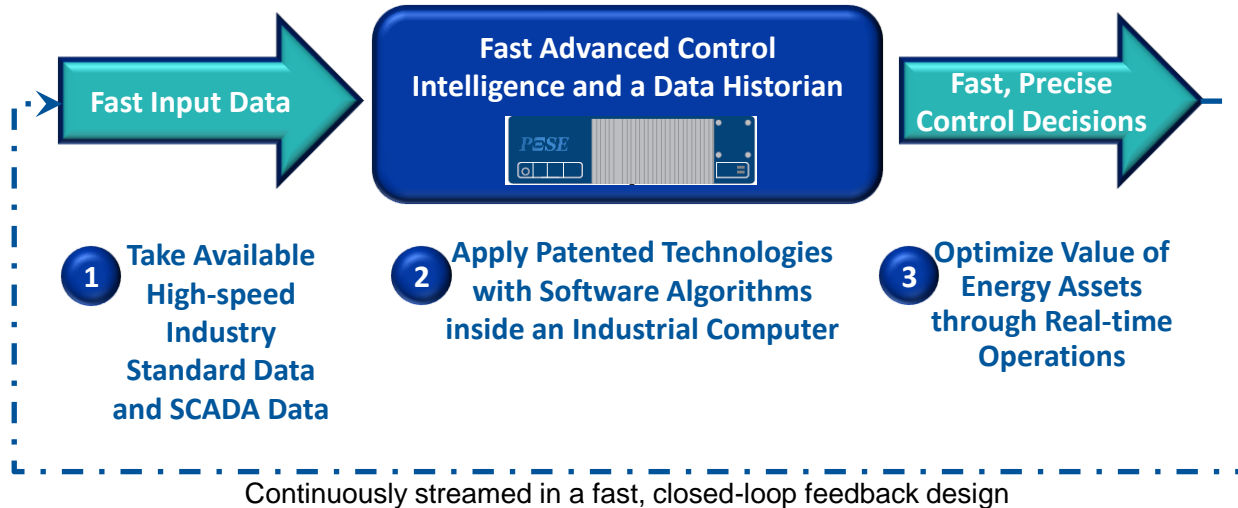 Fast Input Data
Fast Advanced Control
Intelligence and a Data Historian
PΞSE
Fast, Precise
Control Decisions
1
Take Available
High-speed
Industry
Standard Data
and SCADA Data
2
Apply Patented Technologies
with Software Algorithms
inside an Industrial Computer
3
Optimize Value of
Energy Assets
through Real-time
Operations
Continuously streamed in a fast, closed-loop feedback design